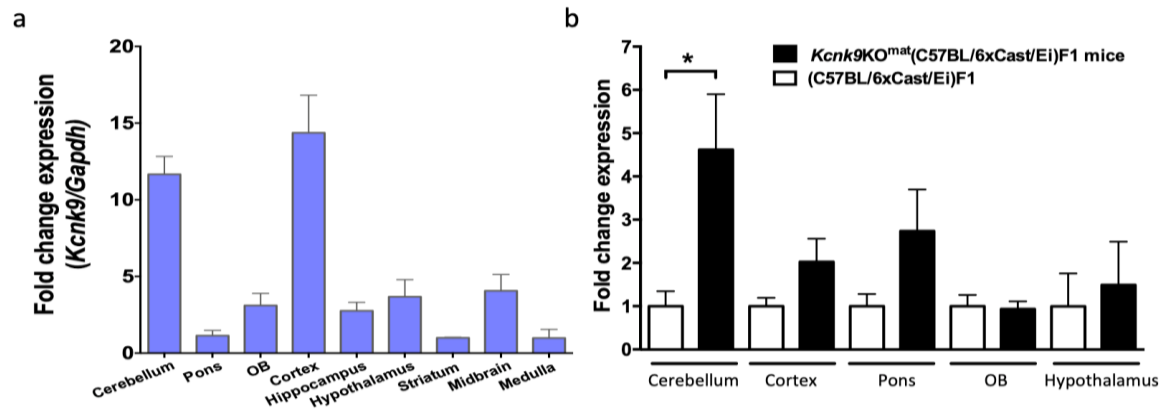 a
Fold change expression
(Kcnk9/Gapdh)
20
15
10
5
0
Cerebellum
Pons
OB
Cortex
Hippocampus
Hypothalamus
Striatum
Midbrain
Medulla
b
Fold change expression
7
6
5
4
3
2
1
0
*
Kcnk9KOmat(C57BL/6xCast/Ei)F1 mice
(C57BL/6xCast/Ei)F1
Cerebellum
Cortex
Pons
OB
Hypothalamus